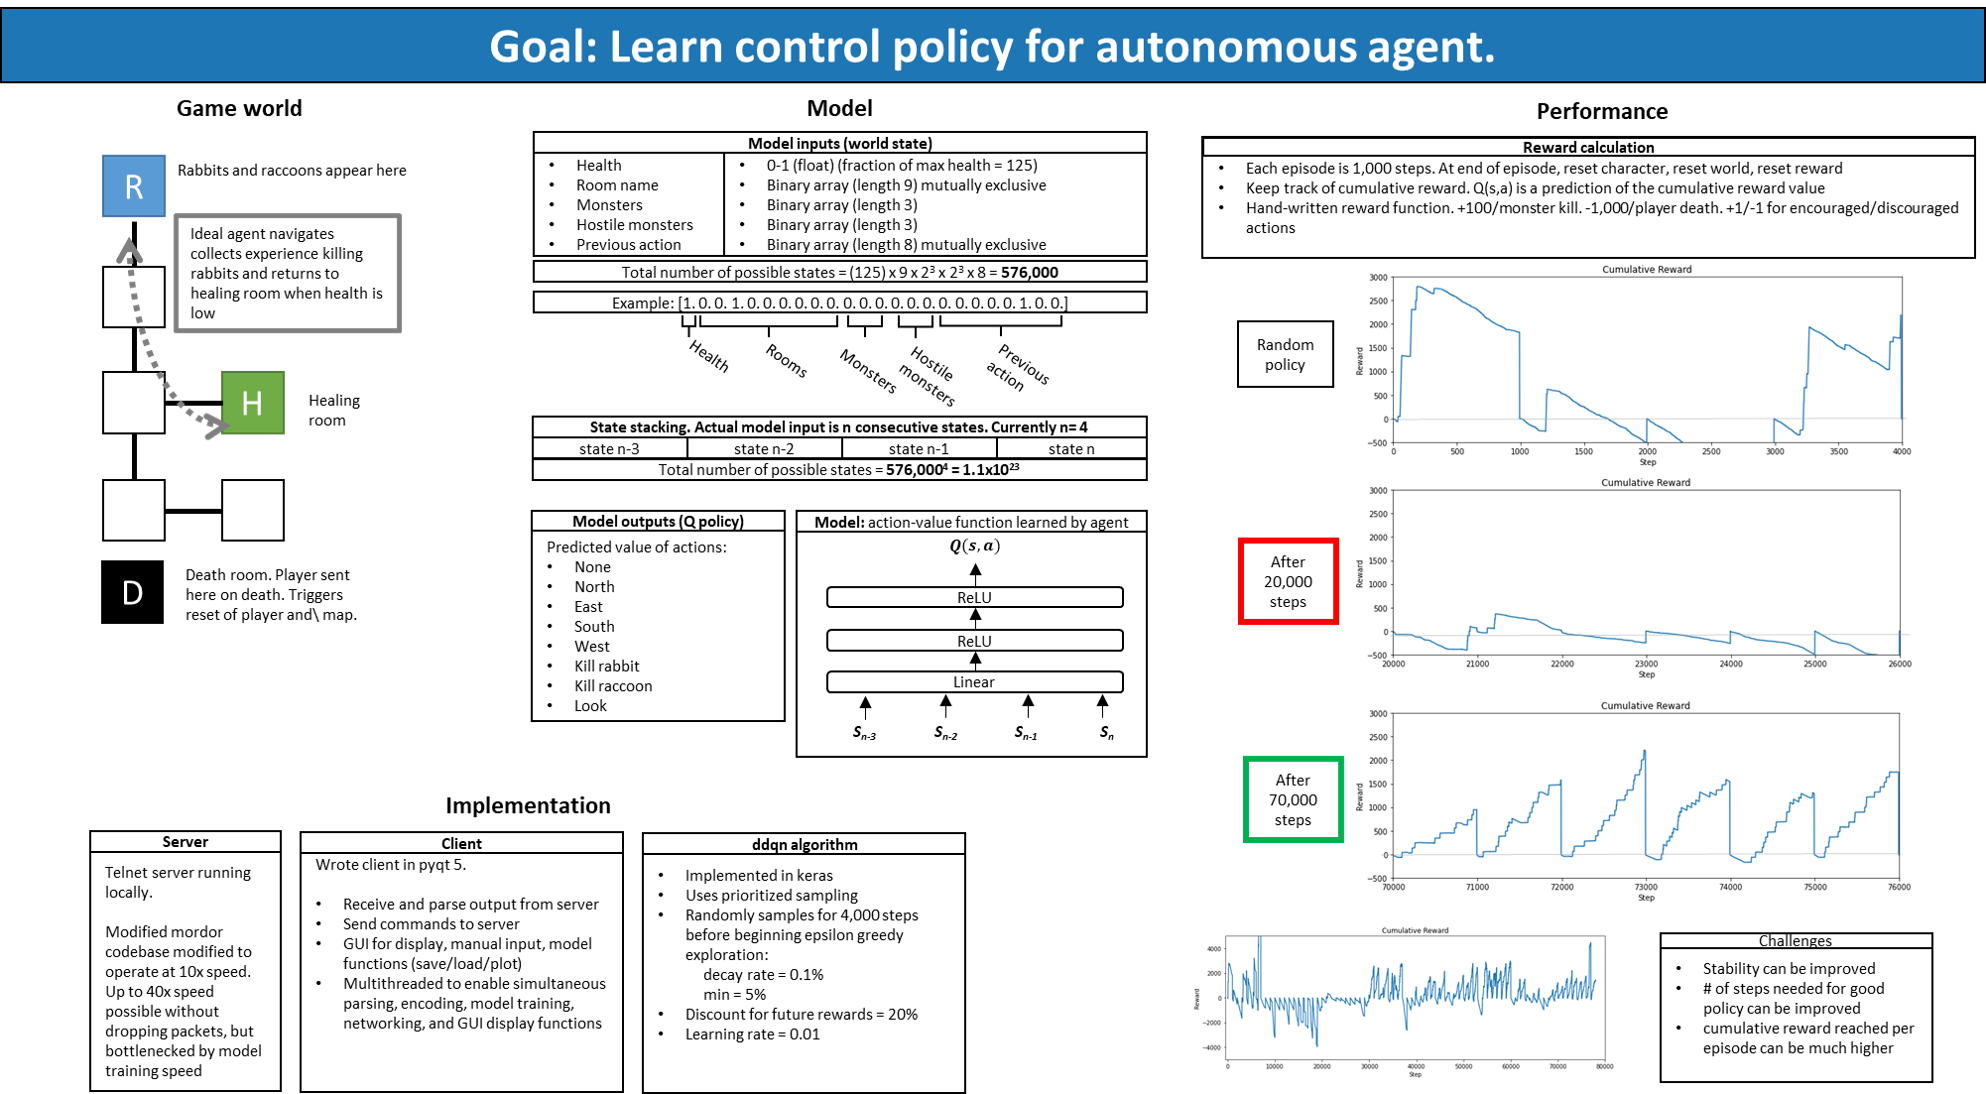 Goal: Learn control policy for autonomous agent.
Game world
R
Rabbits and raccoons appear here
Ideal agent navigates
collects experience killing
rabbits and returns to
healing room when health is
low
H
Healing
room
D
Death room. Player sent
here on death. Triggers
reset of player and\ map.
Model
Model inputs (world state)
• Health
• 0-1 (float) (fraction of max health = 125)
• Room name
• Binary array (length 9) mutually exclusive
• Monsters
• Binary array (length 3)
• Hostile monsters
• Binary array (length 3)
• Previous action
• Binary array (length 8) mutually exclusive
Total number of possible states = (125) x 9 x 2³ x 2³ x 8 = 576,000
Example: [1. 0. 0. 1. 0. 0. 0. 0. 0. 0. 0. 0. 0. 0. 0. 0. 0. 0. 0. 0. 0. 1. 0. 0.]
Health
Rooms
Monsters
Hostile
monsters
Previous
action
State stacking. Actual model input is n consecutive states. Currently n= 4
state n-3
state n-2
state n-1
state n
Total number of possible states = 576,000⁴ = 1.1x10²³
Model outputs (Q policy)
Predicted value of actions:
• None
• North
• East
• South
• West
• Kill rabbit
• Kill raccoon
• Look
Model: action-value function learned by agent
Q(s, a)
ReLU
ReLU
Linear
Sn-3
Sn-2
Sn-1
Sn
Implementation
Server
Telnet server running
locally.
Modified mordor
codebase modified to
operate at 10x speed.
Up to 40x speed
possible without
dropping packets, but
bottlenecked by model
training speed
Client
Wrote client in pyqt 5.
• Receive and parse output from server
• Send commands to server
• GUI for display, manual input, model
functions (save/load/plot)
• Multithreaded to enable simultaneous
parsing, encoding, model training,
networking, and GUI display functions
ddqn algorithm
• Implemented in keras
• Uses prioritized sampling
• Randomly samples for 4,000 steps
before beginning epsilon greedy
exploration:
decay rate = 0.1%
min = 5%
• Discount for future rewards = 20%
• Learning rate = 0.01
Performance
Reward calculation
• Each episode is 1,000 steps. At end of episode, reset character, reset world, reset reward
• Keep track of cumulative reward. Q(s,a) is a prediction of the cumulative reward value
• Hand-written reward function. +100/monster kill. -1,000/player death. +1/-1 for encouraged/discouraged
actions
Random
policy
Cumulative Reward
Reward
3000
2500
2000
1500
1000
500
0
−500
0 500 1000 1500 2000 2500 3000 3500 4000
Step
After
20,000
steps
Cumulative Reward
Reward
3000
2500
2000
1500
1000
500
0
−500
20000 21000 22000 23000 24000 25000 26000
Step
After
70,000
steps
Cumulative Reward
Reward
3000
2500
2000
1500
1000
500
0
−500
70000 71000 72000 73000 74000 75000 76000
Step
Cumulative Reward
Reward
4000
2000
0
−2000
−4000
0 10000 20000 30000 40000 50000 60000 70000 80000
Step
Challenges
• Stability can be improved
• # of steps needed for good
policy can be improved
• cumulative reward reached per
episode can be much higher